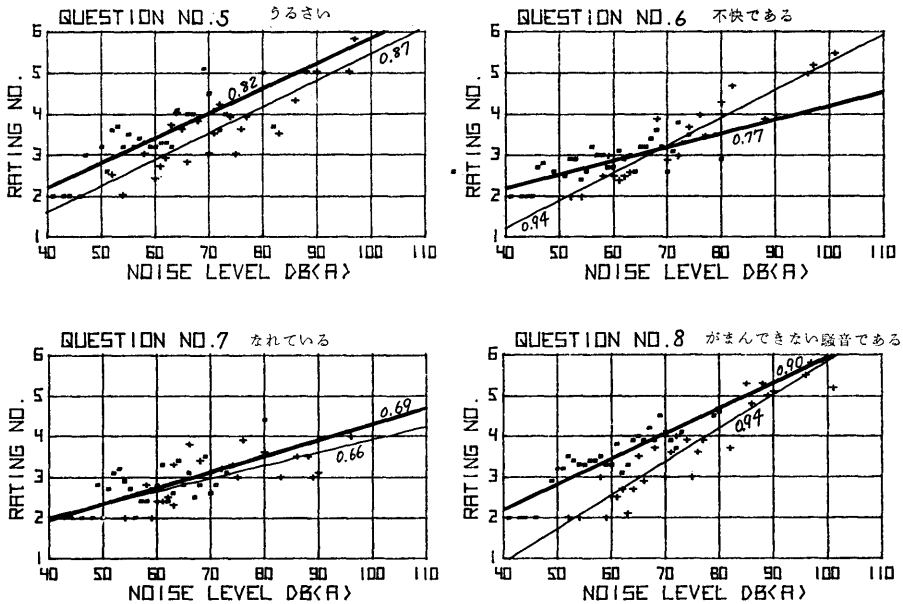 QUESTION NO.5 うるさい
6
5
4
3
2
1
RATING NO.
0.82
0.87
40 50 60 70 80 90 100 110
NOISE LEVEL DB(A)
QUESTION NO.6 不快である
6
5
4
3
2
1
RATING NO.
0.77
0.94
40 50 60 70 80 90 100 110
NOISE LEVEL DB(A)
QUESTION NO.7 なれている
6
5
4
3
2
1
RATING NO.
0.69
0.66
40 50 60 70 80 90 100 110
NOISE LEVEL DB(A)
QUESTION NO.8 がまんできない騒音である
6
5
4
3
2
1
RATING NO.
0.90
0.94
40 50 60 70 80 90 100 110
NOISE LEVEL DB(A)